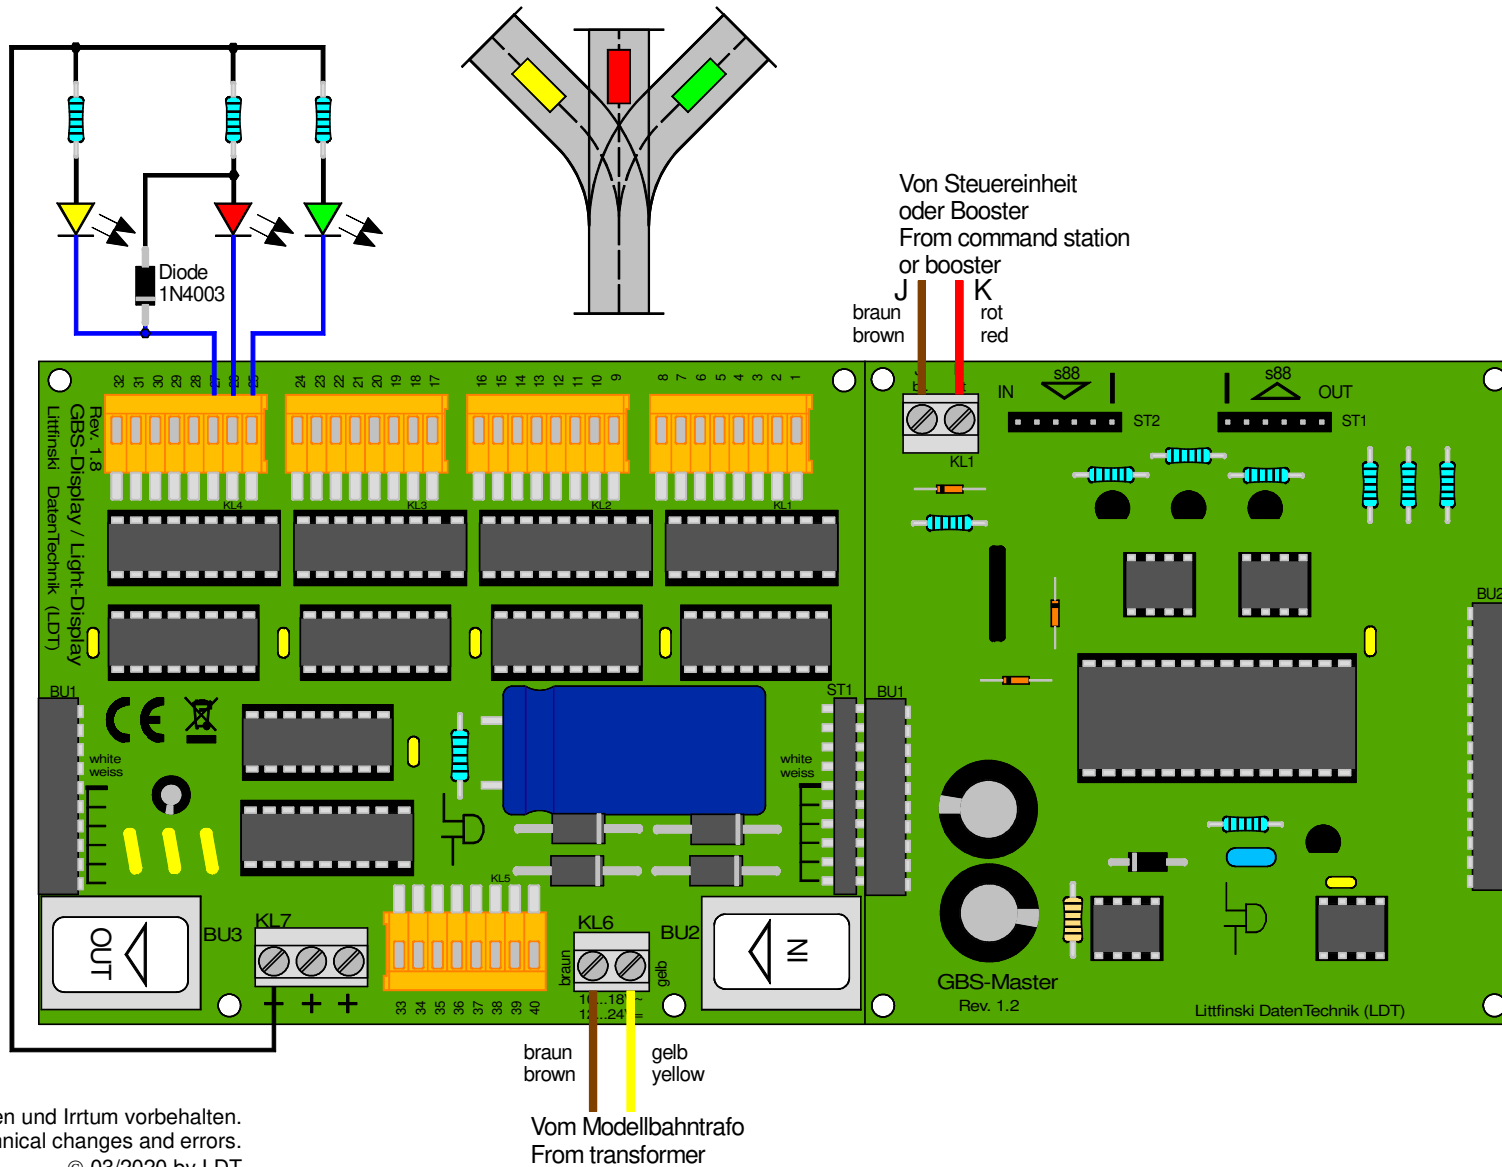 Diode
1N4003
Von Steuereinheit
oder Booster
From command station
or booster
J
K
braun
brown
rot
red
32 31 30 29 28 27 26 25
24 23 22 21 20 19 18 17
16 15 14 13 12 11 10 9
8 7 6 5 4 3 2 1
Rev. 1.8
GBS-Display / Light-Display
Littfinski DatenTechnik (LDT)
KL4
KL3
KL2
KL1
IN
s88
s88
OUT
ST2
ST1
KL1
BU2
BU1
CE
white
weiss
white
weiss
ST1
BU1
KL5
OUT
BU3
KL7
+ + +
33 34 35 36 37 38 39 40
KL6
braun
gelb
BU2
IN
GBS-Master
Rev. 1.2
Littfinski DatenTechnik (LDT)
braun
brown
gelb
yellow
Vom Modellbahntrafo
From transformer
und Irrtum vorbehalten.
changes and errors.
© 03/2020 by LDT